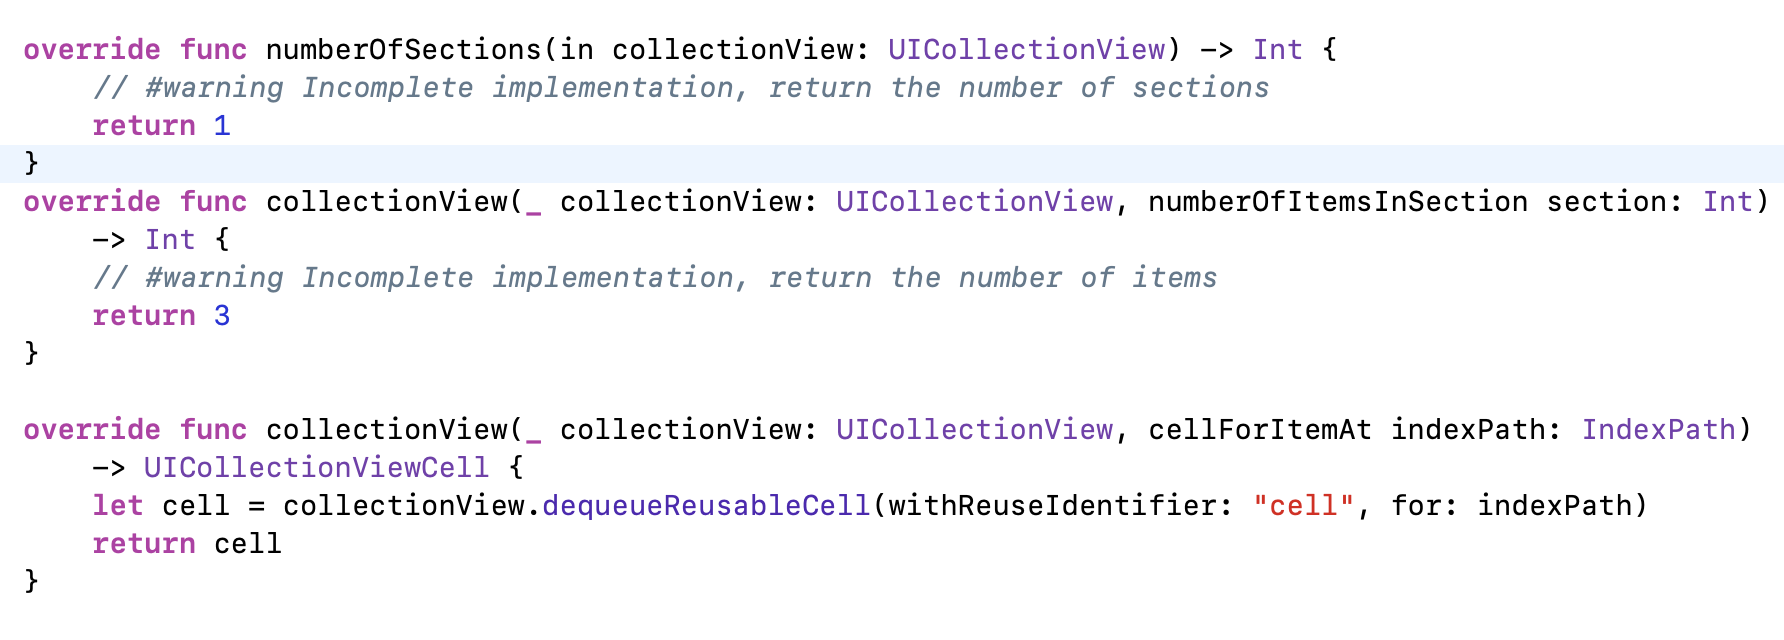 override func numberOfSections(in collectionView: UICollectionView) -> Int {
    // #warning Incomplete implementation, return the number of sections
    return 1
}
override func collectionView(_ collectionView: UICollectionView, numberOfItemsInSection section: Int)
    -> Int {
    // #warning Incomplete implementation, return the number of items
    return 3
}

override func collectionView(_ collectionView: UICollectionView, cellForItemAt indexPath: IndexPath)
    -> UICollectionViewCell {
    let cell = collectionView.dequeueReusableCell(withReuseIdentifier: "cell", for: indexPath)
    return cell
}